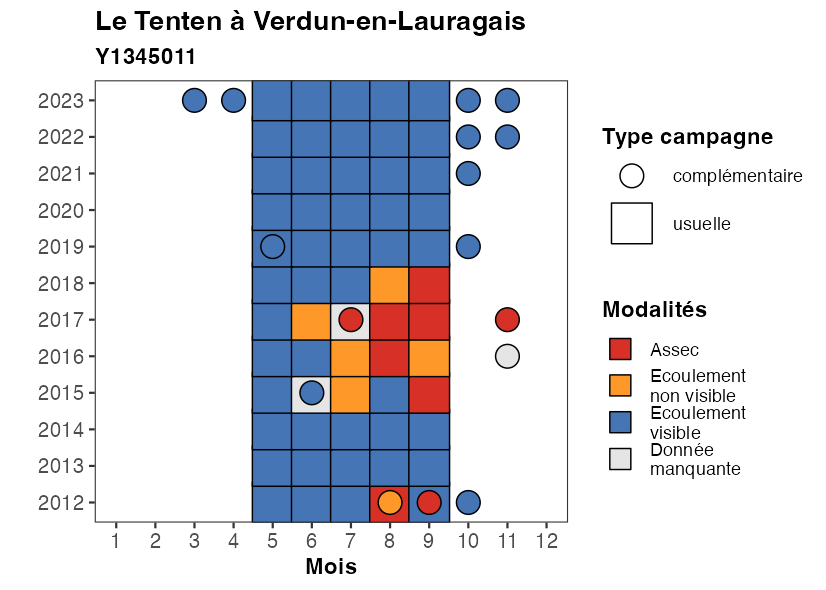 Le Tenten à Verdun-en-Lauragais
Y1345011
2023
2022
2021
2020
2019
2018
2017
2016
2015
2014
2013
2012
1 2 3 4 5 6 7 8 9 10 11 12
Mois
Type campagne
complémentaire
usuelle
Modalités
Assec
Ecoulement
non visible
Ecoulement
visible
Donnée
manquante